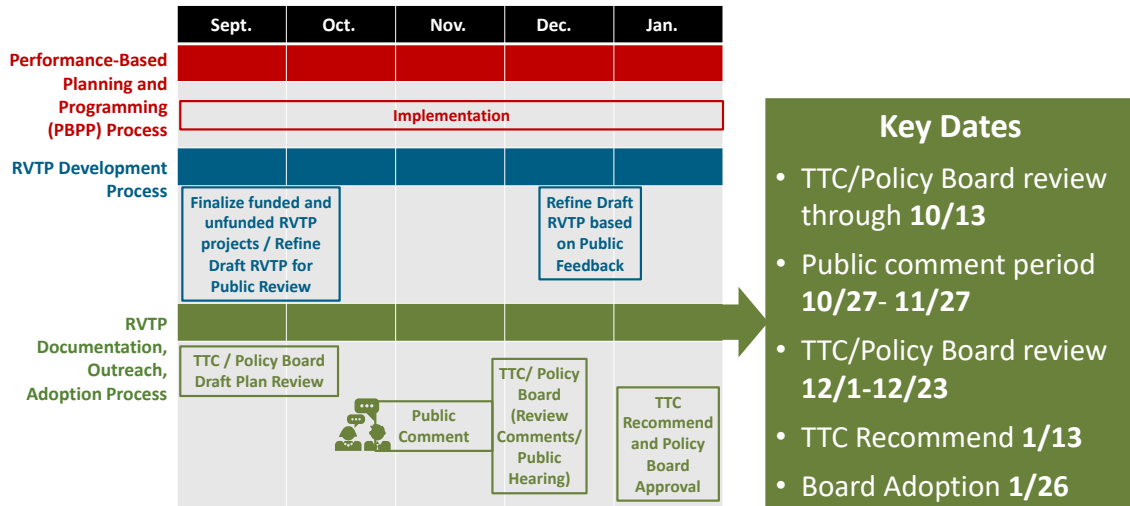 Sept. Oct. Nov. Dec. Jan.
Performance-Based
Planning and
Programming
(PBPP) Process
Implementation
RVTP Development
Process
Finalize funded and
unfunded RVTP
projects / Refine
Draft RVTP for
Public Review
Refine Draft
RVTP based
on Public
Feedback
RVTP
Documentation,
Outreach,
Adoption Process
TTC / Policy Board
Draft Plan Review
Public
Comment
TTC/ Policy
Board
(Review
Comments/
Public
Hearing)
TTC
Recommend
and Policy
Board
Approval
Key Dates
• TTC/Policy Board review
through 10/13
• Public comment period
10/27- 11/27
• TTC/Policy Board review
12/1-12/23
• TTC Recommend 1/13
• Board Adoption 1/26